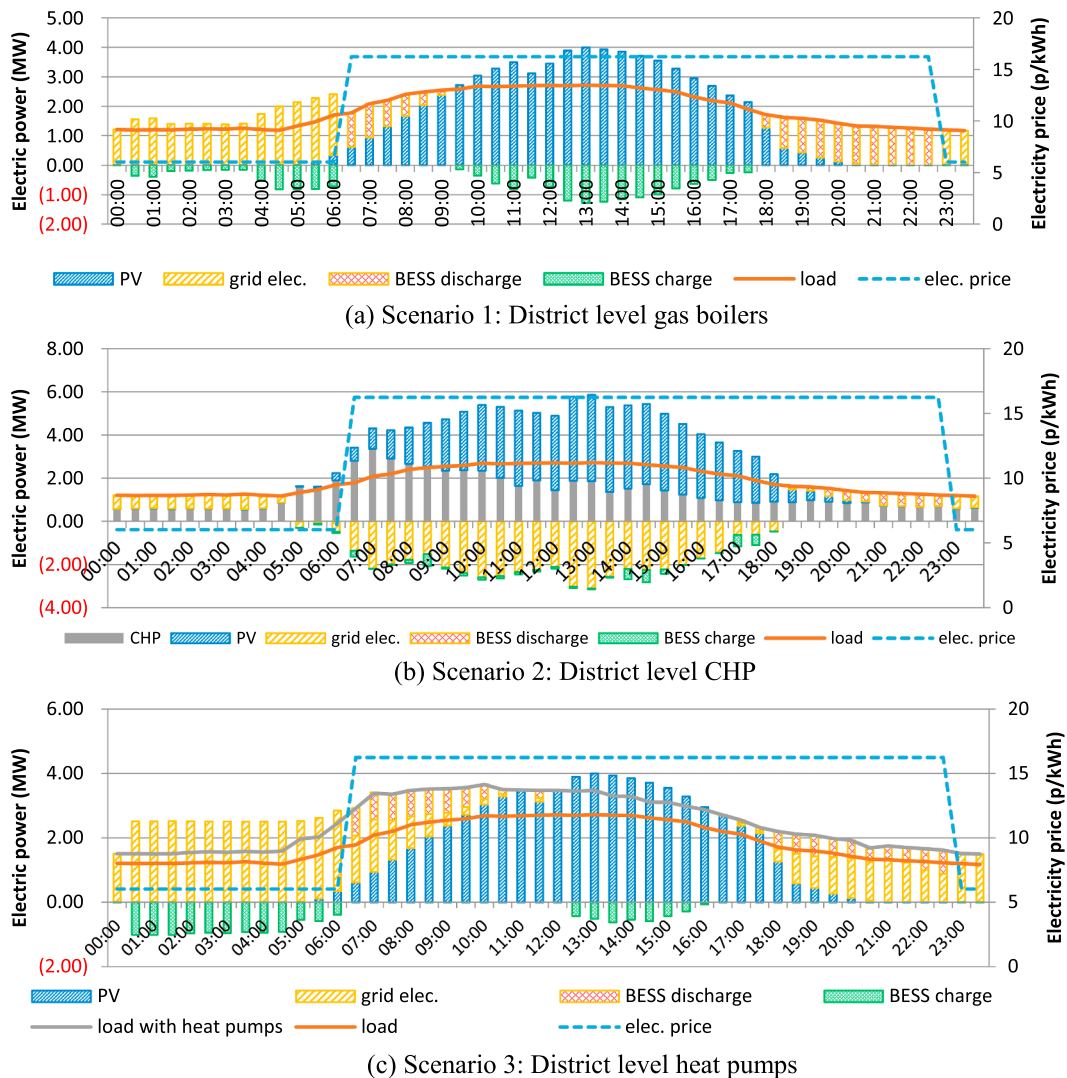 Electric power (MW)
5.00
4.00
3.00
2.00
1.00
0.00
(1.00)
(2.00)
20
15
10
5
0
Electricity price (p/kWh)
00:00 01:00 02:00 03:00 04:00 05:00 06:00 07:00 08:00 09:00 10:00 11:00 12:00 13:00 14:00 15:00 16:00 17:00 18:00 19:00 20:00 21:00 22:00 23:00
PV grid elec. BESS discharge BESS charge load elec. price
(a) Scenario 1: District level gas boilers
Electric power (MW)
8.00
6.00
4.00
2.00
0.00
(2.00)
(4.00)
20
15
10
5
0
Electricity price (p/kWh)
00:00 01:00 02:00 03:00 04:00 05:00 06:00 07:00 08:00 09:00 10:00 11:00 12:00 13:00 14:00 15:00 16:00 17:00 18:00 19:00 20:00 21:00 22:00 23:00
CHP PV grid elec. BESS discharge BESS charge load elec. price
(b) Scenario 2: District level CHP
Electric power (MW)
6.00
4.00
2.00
0.00
(2.00)
20
15
10
5
0
Electricity price (p/kWh)
00:00 01:00 02:00 03:00 04:00 05:00 06:00 07:00 08:00 09:00 10:00 11:00 12:00 13:00 14:00 15:00 16:00 17:00 18:00 19:00 20:00 21:00 22:00 23:00
PV grid elec. BESS discharge BESS charge
load with heat pumps load elec. price
(c) Scenario 3: District level heat pumps